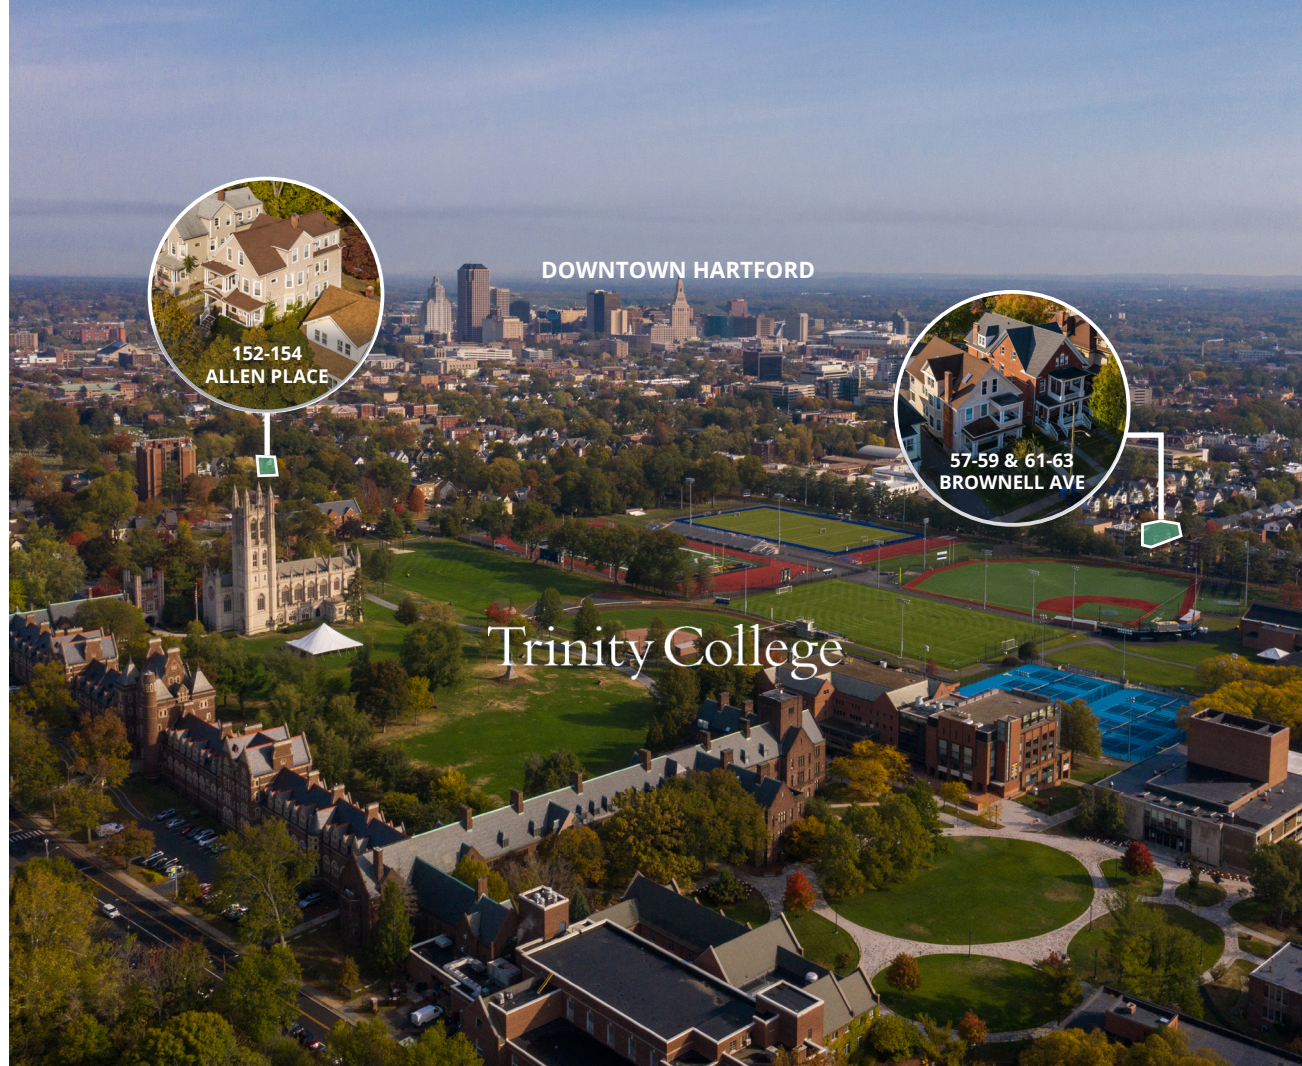 DOWNTOWN HARTFORD
152-154
ALLEN PLACE
57-59 & 61-63
BROWNELL AVE
Trinity College